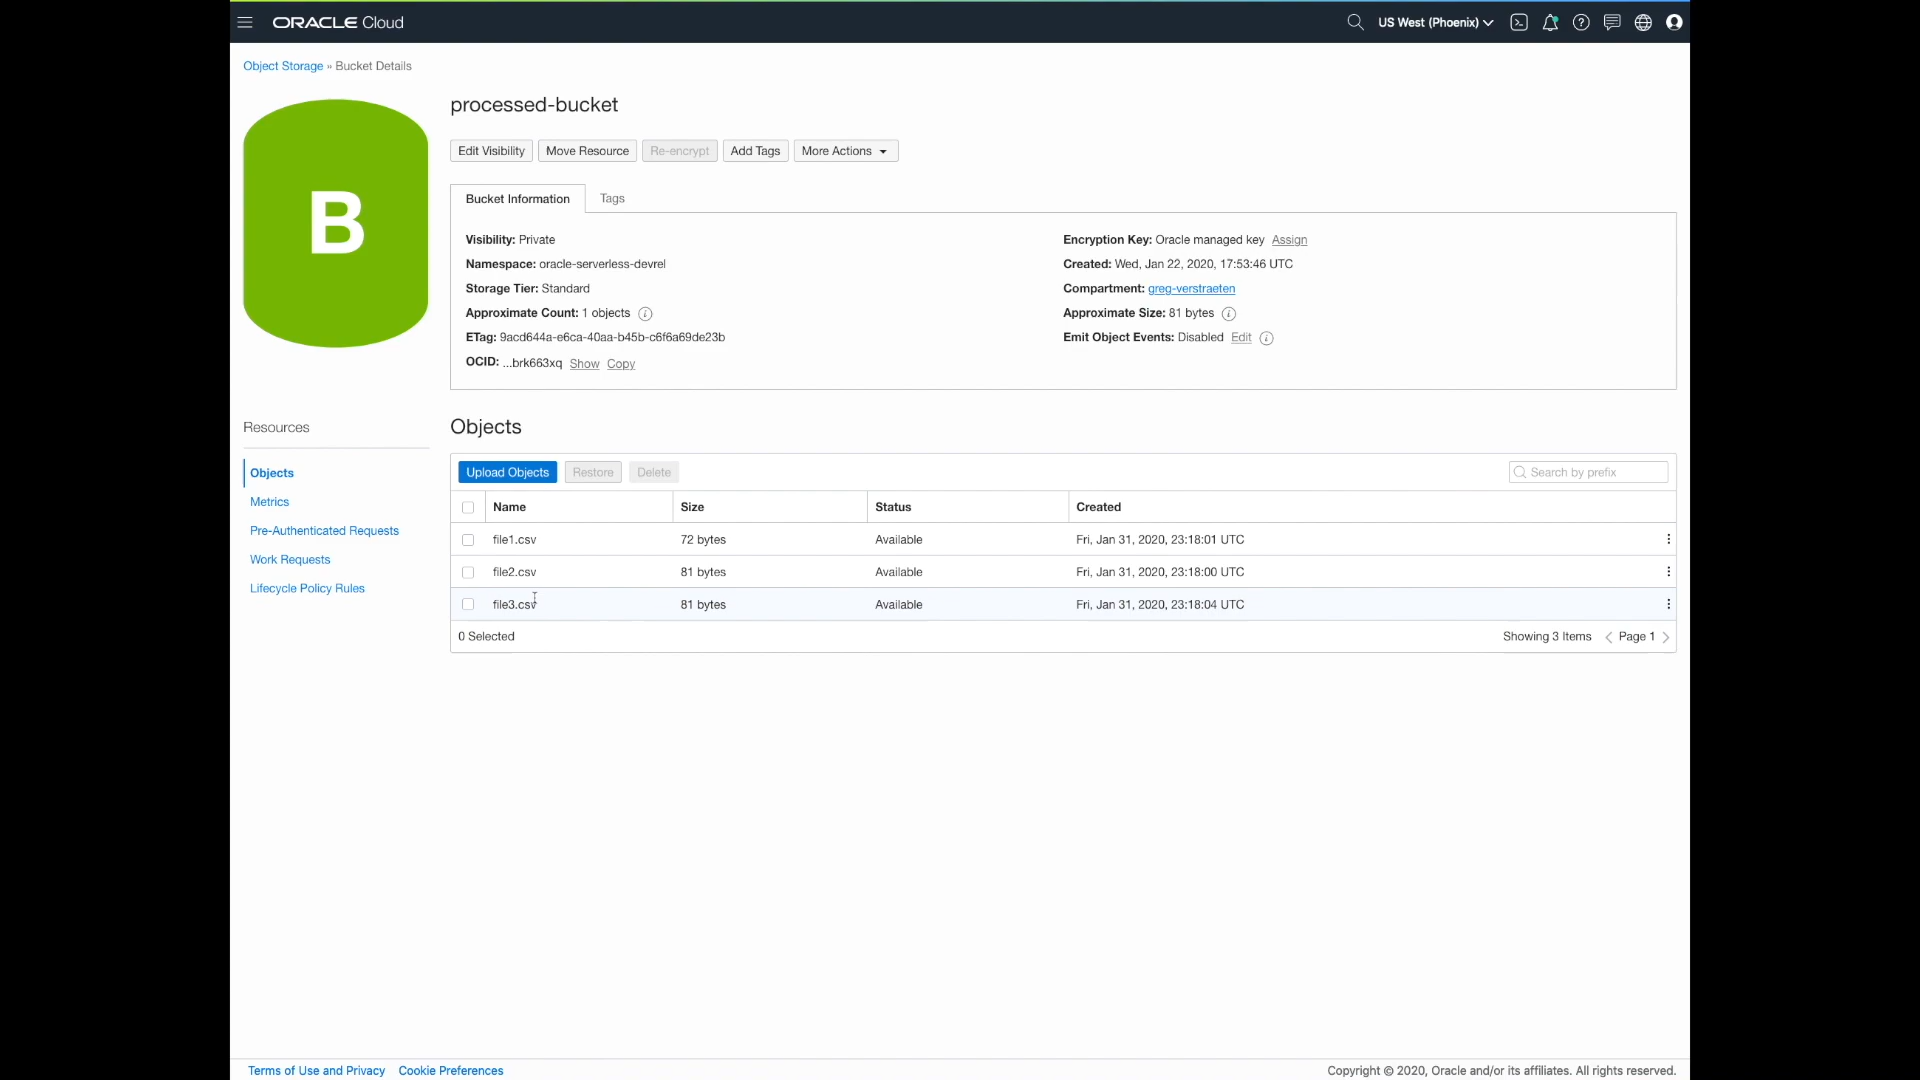 ORACLE Cloud
US West (Phoenix)
Object Storage » Bucket Details
B
processed-bucket
Edit Visibility Move Resource Re-encrypt Add Tags More Actions
Bucket Information Tags
Visibility: Private
Namespace: oracle-serverless-devrel
Storage Tier: Standard
Approximate Count: 1 objects i
ETag: 9acd644a-e6ca-40aa-b45b-c6f6a69de23b
OCID: ...brk663xq Show Copy
Encryption Key: Oracle managed key Assign
Created: Wed, Jan 22, 2020, 17:53:46 UTC
Compartment: greg-verstraeten
Approximate Size: 81 bytes i
Emit Object Events: Disabled Edit i
Resources
Objects
Metrics
Pre-Authenticated Requests
Work Requests
Lifecycle Policy Rules
Objects
Upload Objects Restore Delete Search by prefix
Name Size Status Created
file1.csv 72 bytes Available Fri, Jan 31, 2020, 23:18:01 UTC
file2.csv 81 bytes Available Fri, Jan 31, 2020, 23:18:00 UTC
file3.csv 81 bytes Available Fri, Jan 31, 2020, 23:18:04 UTC
0 Selected Showing 3 Items < Page 1 >
Terms of Use and Privacy Cookie Preferences Copyright © 2020, Oracle and/or its affiliates. All rights reserved.